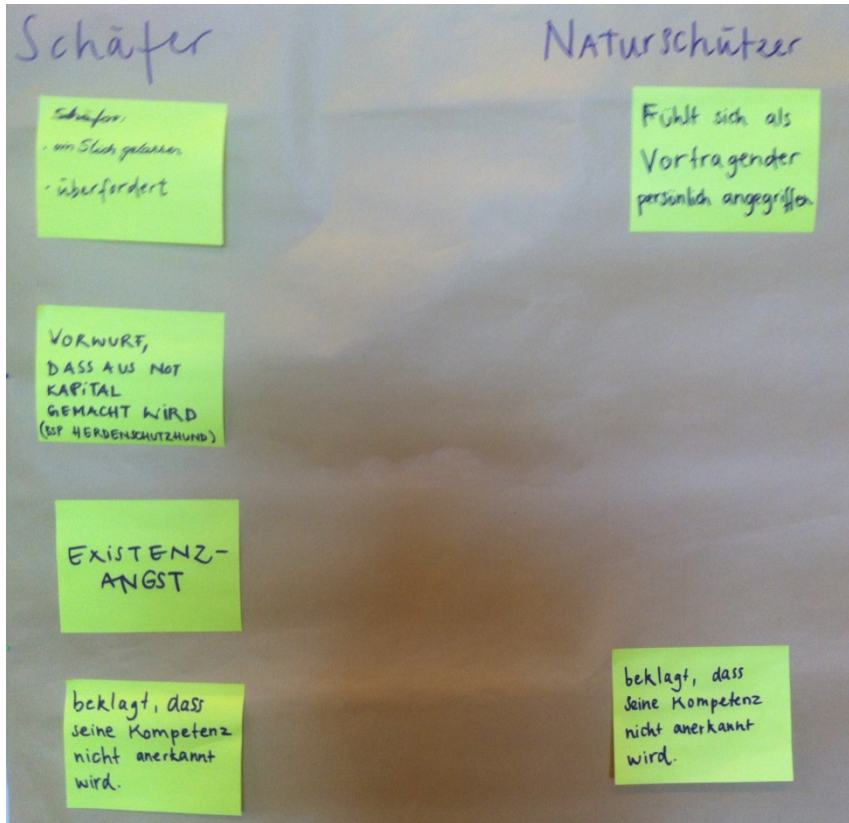 Schäfer
Schäfer:
· im Stich gelassen
· überfordert
VORWURF,
DASS AUS NOT
KAPiTAL
GEMACHT WiRD
(BSP HERDENSCHUTZHUND)
EXiSTENZ-
ANGST
beklagt, dass
seine Kompetenz
nicht anerkannt
wird.
NATURSCHützer
Fühlt sich als
Vortragender
persönlich angegriffen
beklagt, dass
seine Kompetenz
nicht anerkannt
wird.